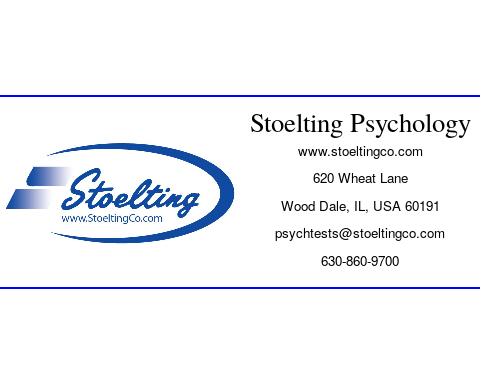 Stoelting
www.StoeltingCo.com
Stoelting Psychology
www.stoeltingco.com
620 Wheat Lane
Wood Dale, IL, USA 60191
psychtests@stoeltingco.com
630-860-9700